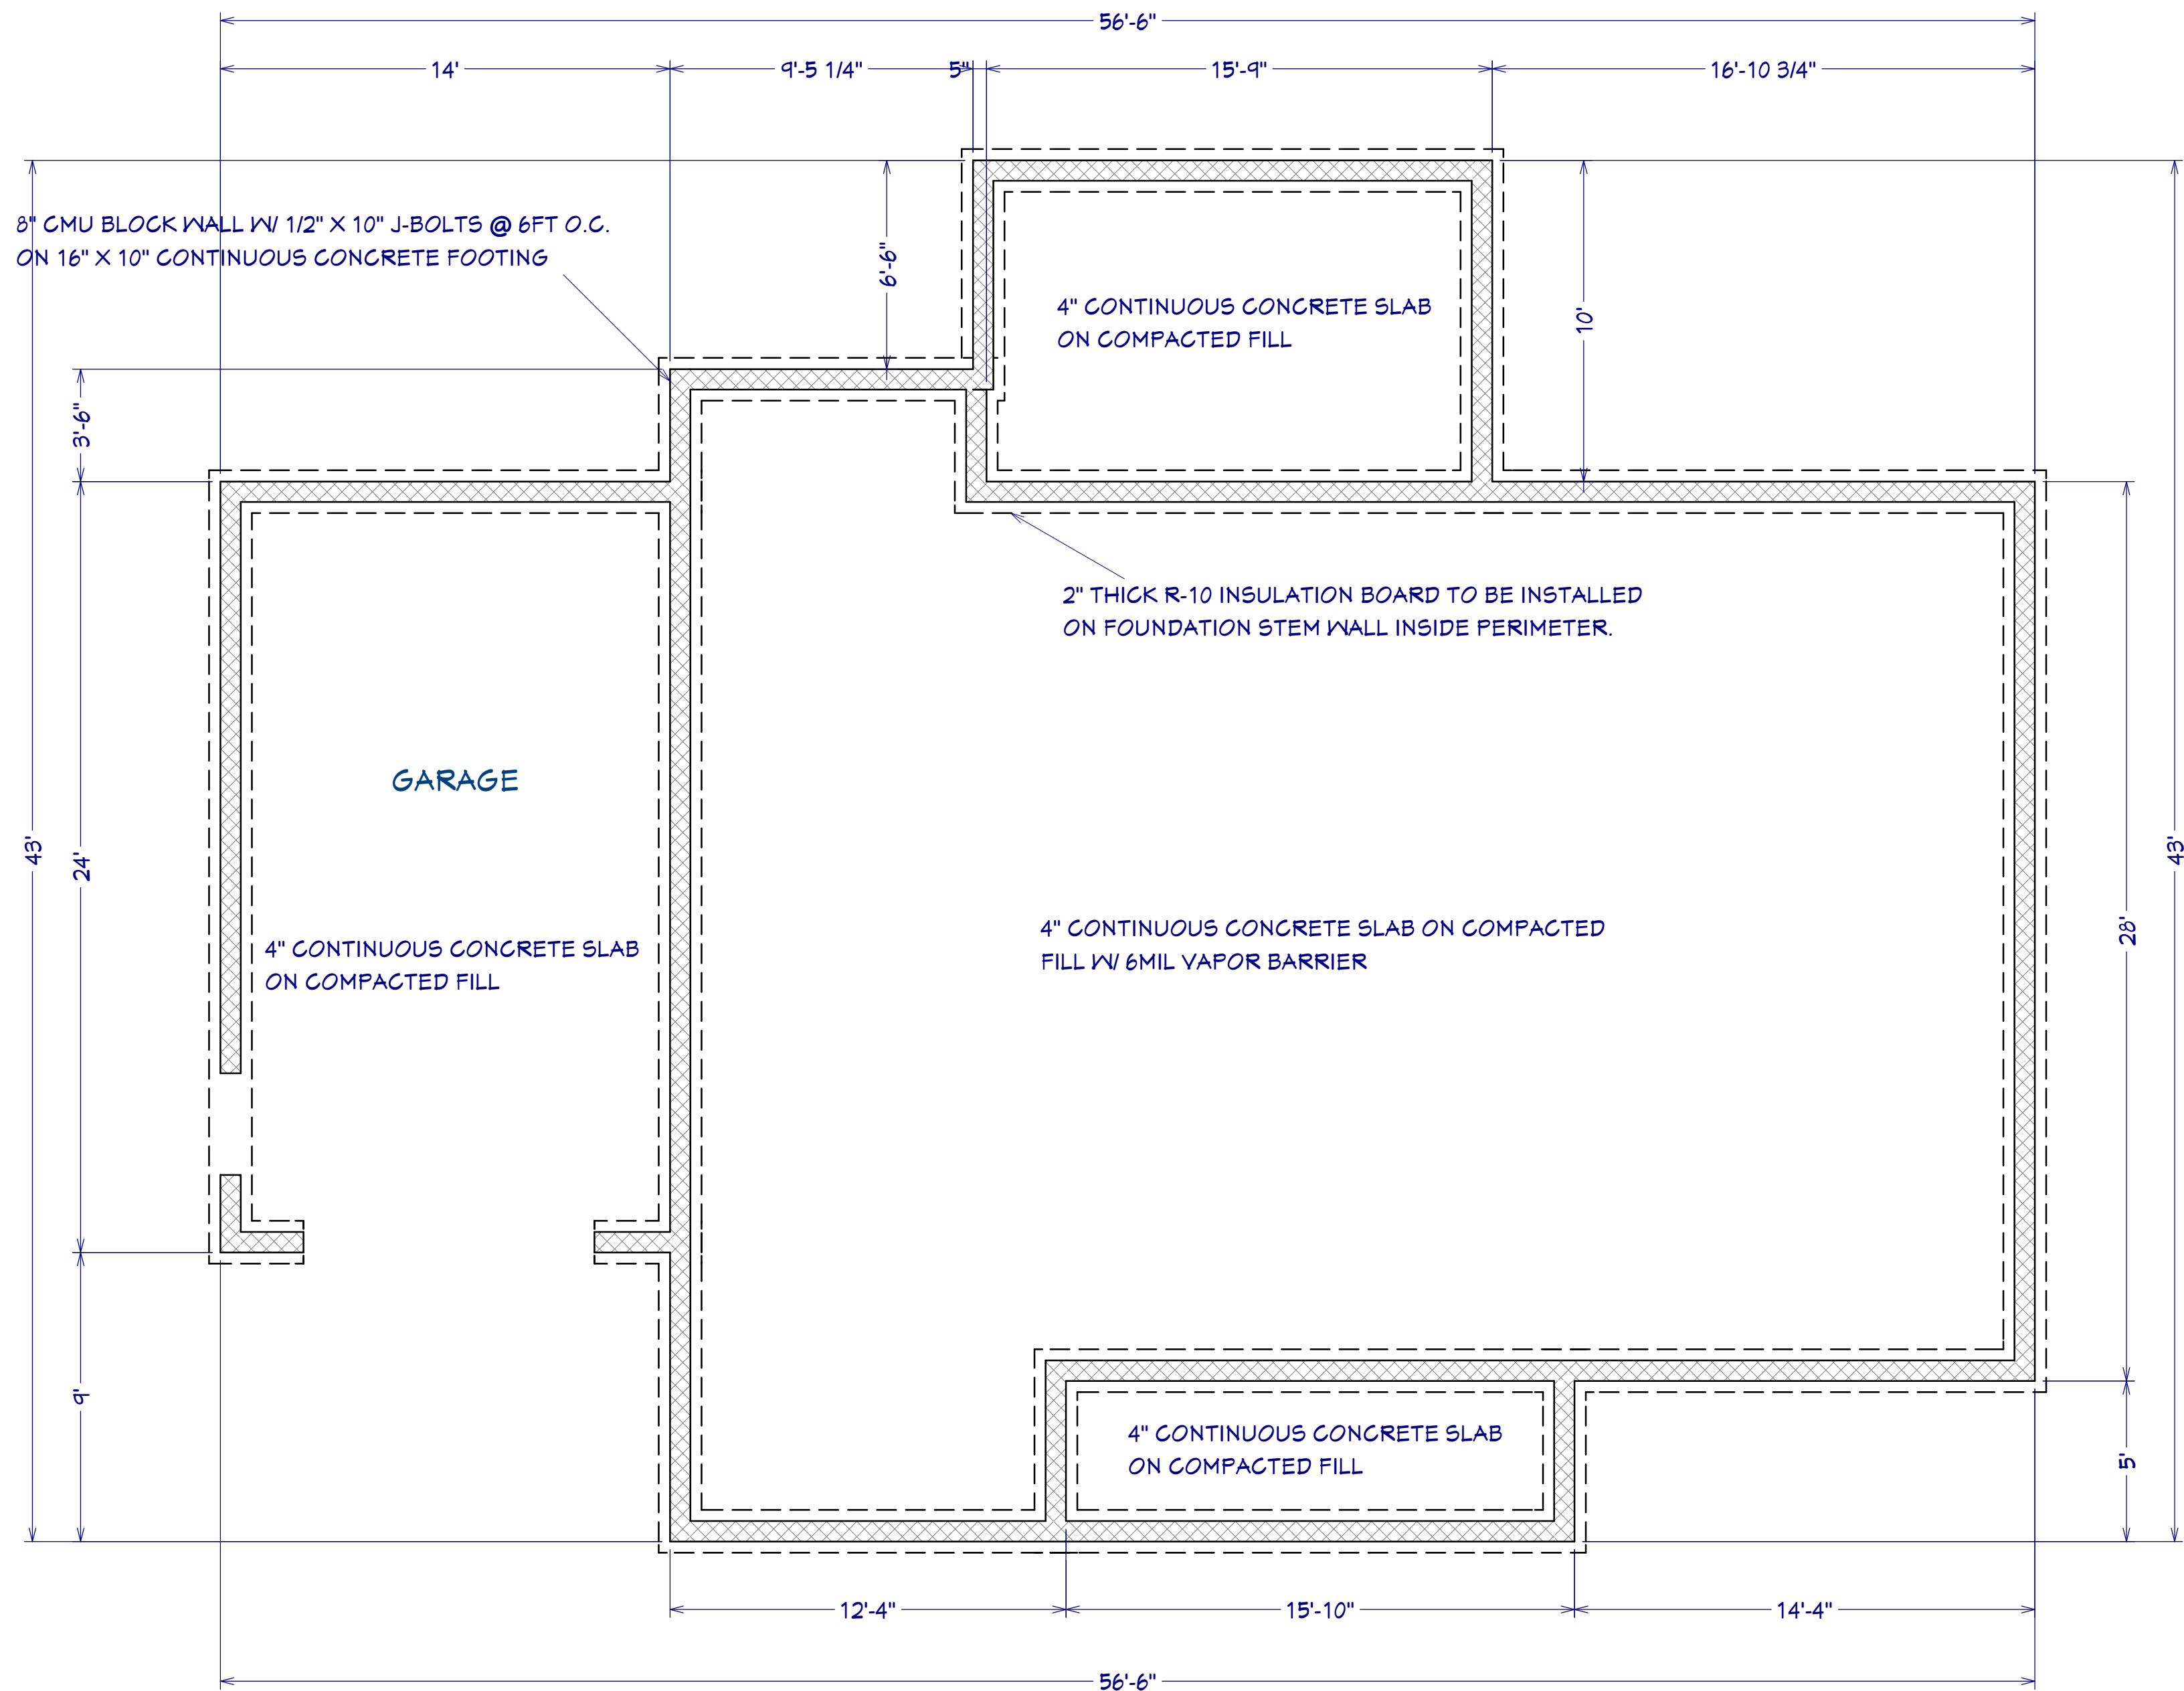 56'-6"
14'
9'-5 1/4"
5"
15'-9"
16'-10 3/4"
8" CMU BLOCK WALL W/ 1/2" X 10" J-BOLTS @ 6FT O.C.
ON 16" X 10" CONTINUOUS CONCRETE FOOTING
6'-6"
4" CONTINUOUS CONCRETE SLAB
ON COMPACTED FILL
10'
3'-6"
2" THICK R-10 INSULATION BOARD TO BE INSTALLED
ON FOUNDATION STEM WALL INSIDE PERIMETER.
GARAGE
43'
24'
43'
28'
4" CONTINUOUS CONCRETE SLAB
ON COMPACTED FILL
4" CONTINUOUS CONCRETE SLAB ON COMPACTED
FILL W/ 6MIL VAPOR BARRIER
9'
4" CONTINUOUS CONCRETE SLAB
ON COMPACTED FILL
5'
12'-4"
15'-10"
14'-4"
56'-6"